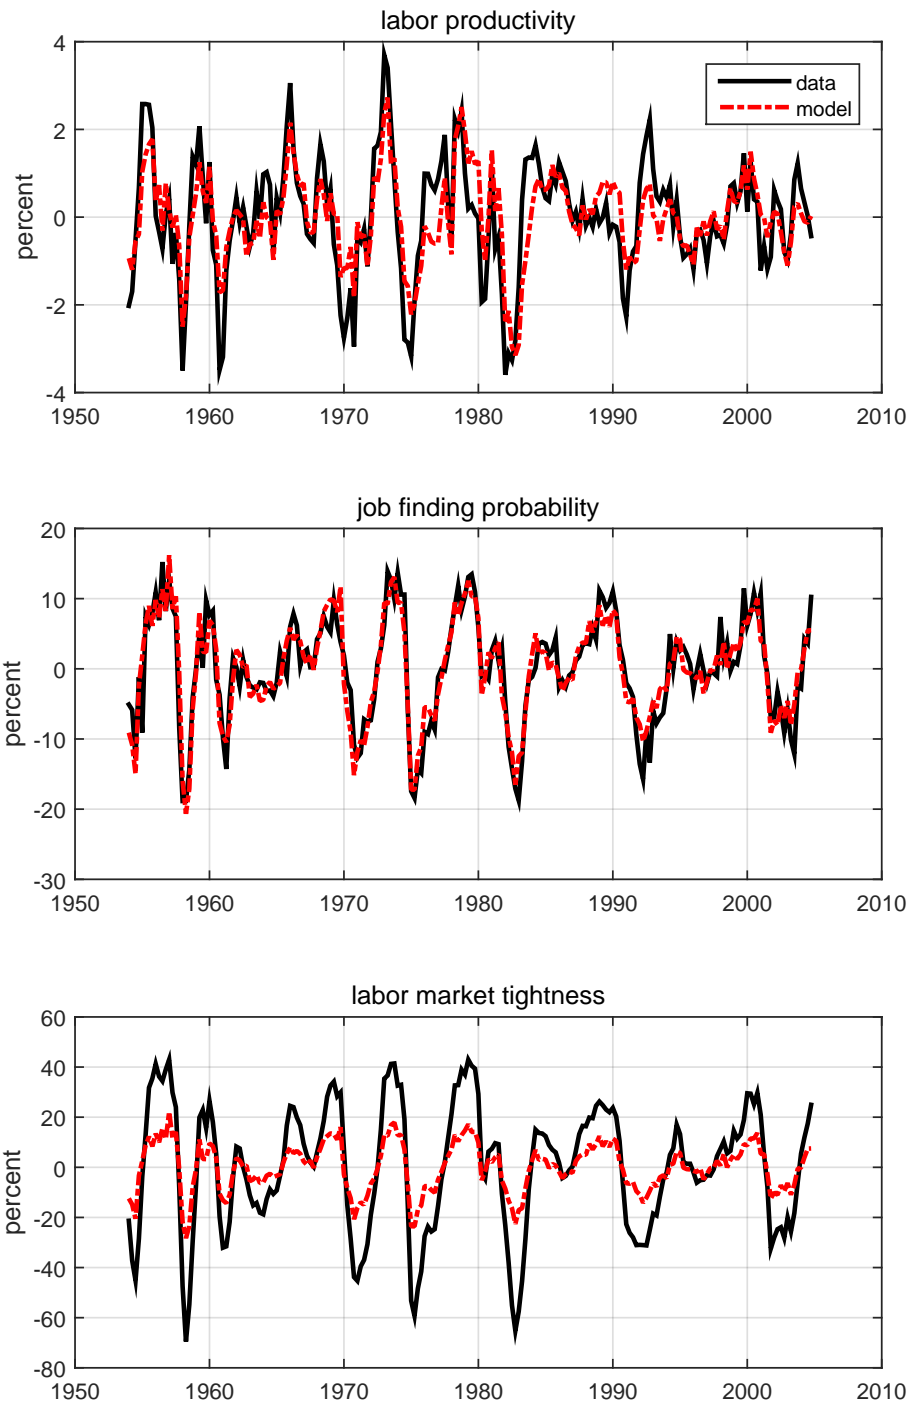 labor productivity
4
2
0
-2
-4
percent
data
model
1950 1960 1970 1980 1990 2000 2010
job finding probability
20
10
0
-10
-20
-30
percent
1950 1960 1970 1980 1990 2000 2010
labor market tightness
60
40
20
0
-20
-40
-60
-80
percent
1950 1960 1970 1980 1990 2000 2010